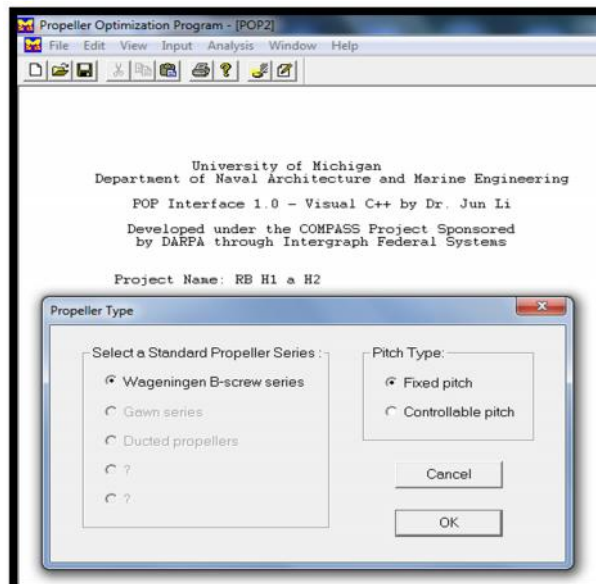 Propeller Optimization Program - [POP2]
File Edit View Input Analysis Window Help
University of Michigan
Department of Naval Architecture and Marine Engineering
POP Interface 1.0 - Visual C++ by Dr. Jun Li
Developed under the COMPASS Project Sponsored
by DARPA through Intergraph Federal Systems
Project Name: RB H1 a H2
Propeller Type
Select a Standard Propeller Series :
Wageningen B-screw series
Gawn series
Ducted propellers
?
?
Pitch Type:
Fixed pitch
Controllable pitch
Cancel
OK